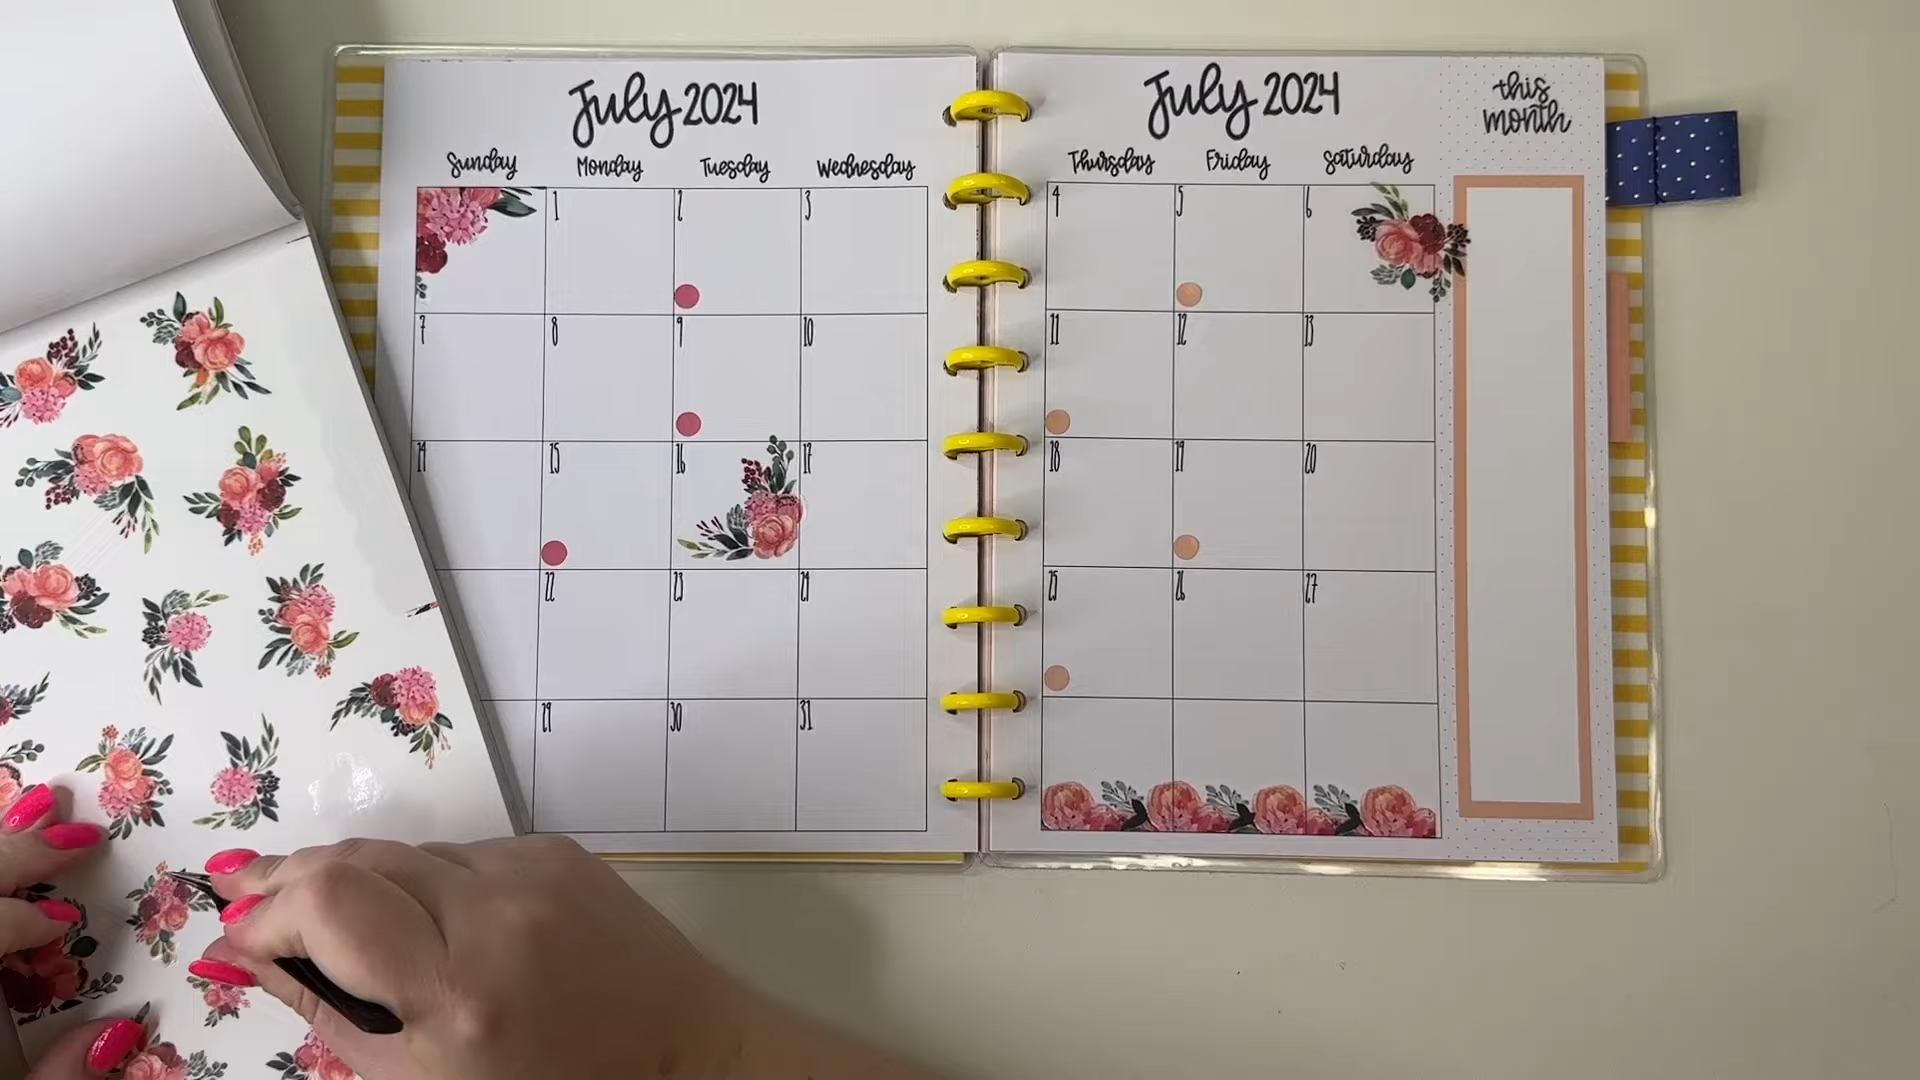 July 2024
Sunday Monday Tuesday Wednesday
1 2 3
7 8 9 10
14 15 16 17
22 23 24
29 30 31
July 2024
Thursday Friday Saturday
4 5 6
11 12 13
18 19 20
25 26 27
this
month